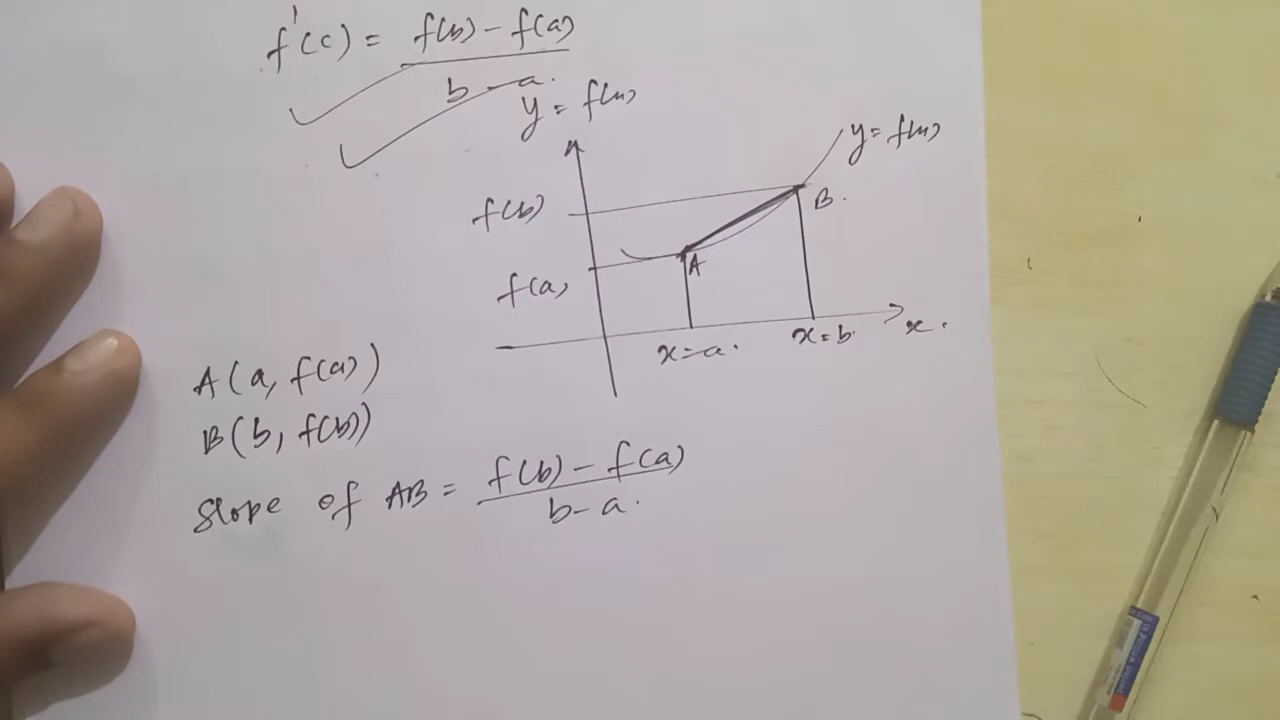 f'(c) = f(b) - f(a)
b - a.
y = f(x)
y = f(x)
f(b)
B.
A
f(a)
x = a.
x = b.
x.
A(a, f(a))
B(b, f(b))
Slope of AB = f(b) - f(a)
b - a.